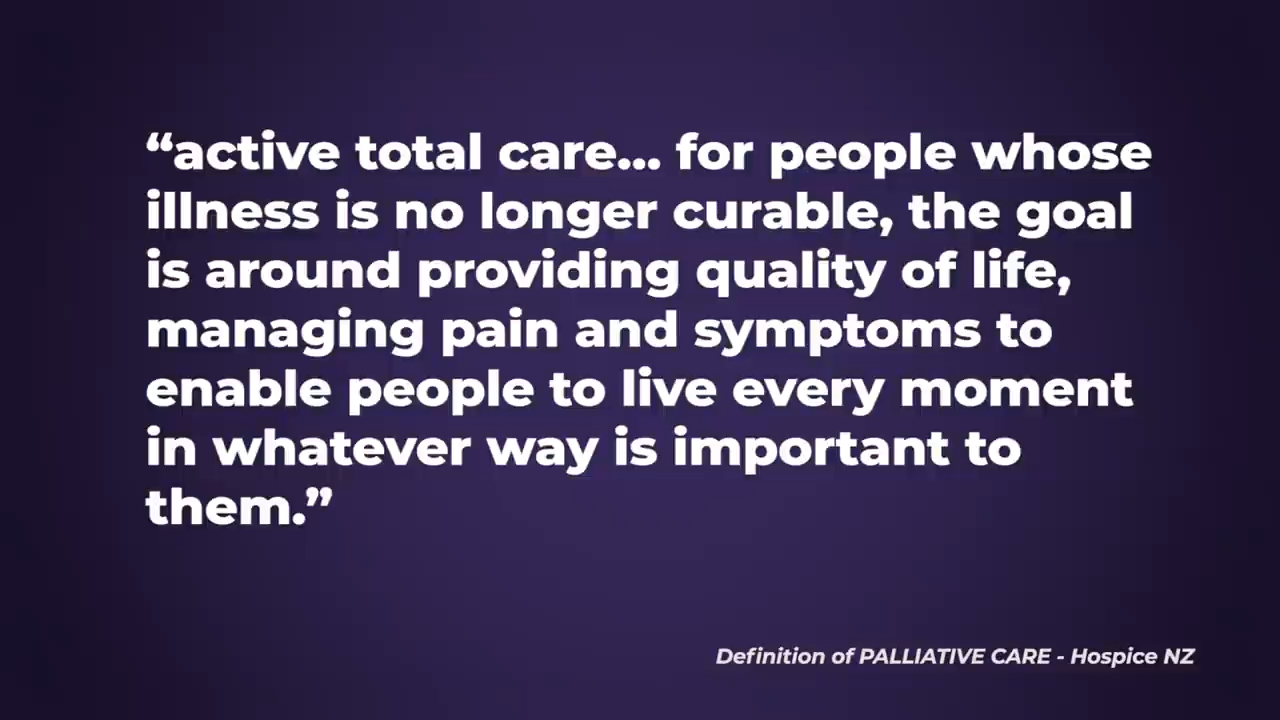 “active total care... for people whose
illness is no longer curable, the goal
is around providing quality of life,
managing pain and symptoms to
enable people to live every moment
in whatever way is important to
them.”
Definition of PALLIATIVE CARE - Hospice NZ